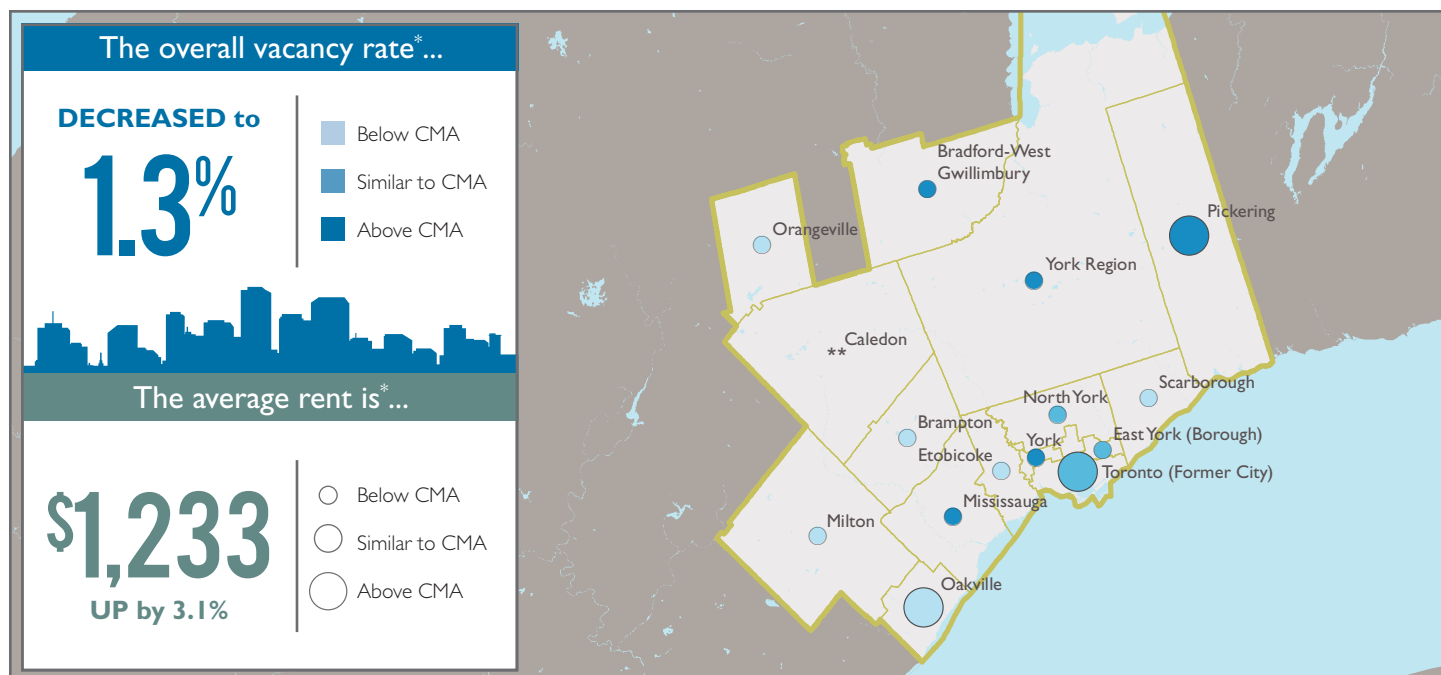 The overall vacancy rate*...
DECREASED to
1.3%
Below CMA
Similar to CMA
Above CMA
The average rent is*...
$1,233
UP by 3.1%
Below CMA
Similar to CMA
Above CMA
Bradford-West
Gwillimbury
Pickering
Orangeville
York Region
Caledon
**
Scarborough
North York
Brampton
East York (Borough)
Etobicoke
York
Toronto (Former City)
Mississauga
Milton
Oakville